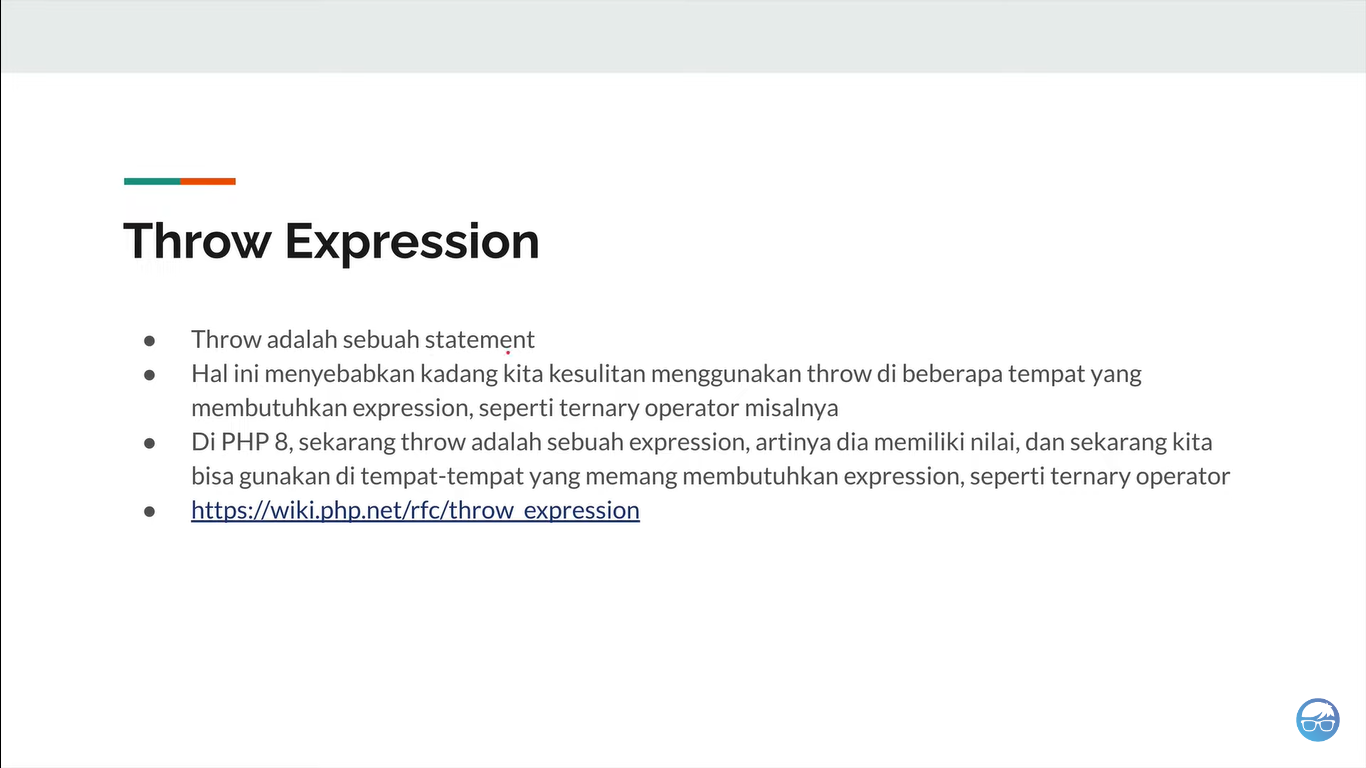 Throw Expression
● Throw adalah sebuah statement
● Hal ini menyebabkan kadang kita kesulitan menggunakan throw di beberapa tempat yang
membutuhkan expression, seperti ternary operator misalnya
● Di PHP 8, sekarang throw adalah sebuah expression, artinya dia memiliki nilai, dan sekarang kita
bisa gunakan di tempat-tempat yang memang membutuhkan expression, seperti ternary operator
● https://wiki.php.net/rfc/throw_expression